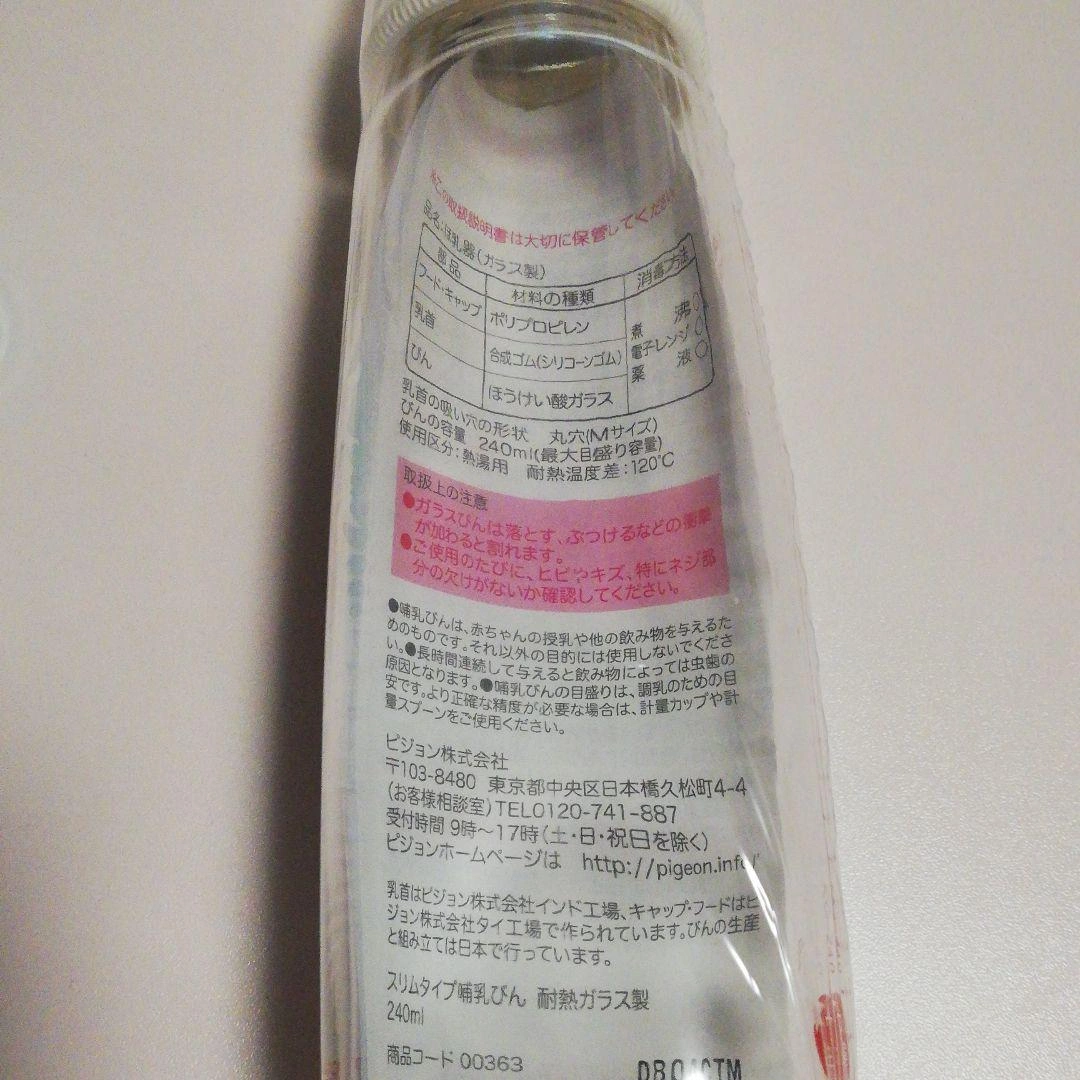 ※この取扱説明書は大切に保管してください
品名:ほ乳器(ガラス製)
部品 材料の種類 消毒方法
フード・キャップ ポリプロピレン 煮沸○
乳首 合成ゴム(シリコーンゴム) 電子レンジ○
びん ほうけい酸ガラス 薬液○
乳首の吸い穴の形状 丸穴(Mサイズ)
びんの容量 240ml(最大目盛り容量)
使用区分:熱湯用 耐熱温度差:120℃
取扱上の注意
●ガラスびんは落とす、ぶつけるなどの衝撃
が加わると割れます。
●ご使用のたびに、ヒビやキズ、特にネジ部
分の欠けがないか確認してください。
●哺乳びんは、赤ちゃんの授乳や他の飲み物を与えるた
めのものです。それ以外の目的には使用しないでくださ
い。●長時間連続して与えると飲み物によっては虫歯の
原因となります。●哺乳びんの目盛りは、調乳のための目
安です。より正確な精度が必要な場合は、計量カップや計
量スプーンをご使用ください。
ピジョン株式会社
〒103-8480 東京都中央区日本橋久松町4-4
(お客様相談室)TEL0120-741-887
受付時間 9時〜17時(土・日・祝日を除く)
ピジョンホームページは http://pigeon.info/
乳首はピジョン株式会社インド工場、キャップ・フードはピ
ジョン株式会社タイ工場で作られています。びんの生産
と組み立ては日本で行っています。
スリムタイプ哺乳びん 耐熱ガラス製
240ml
商品コード 00363